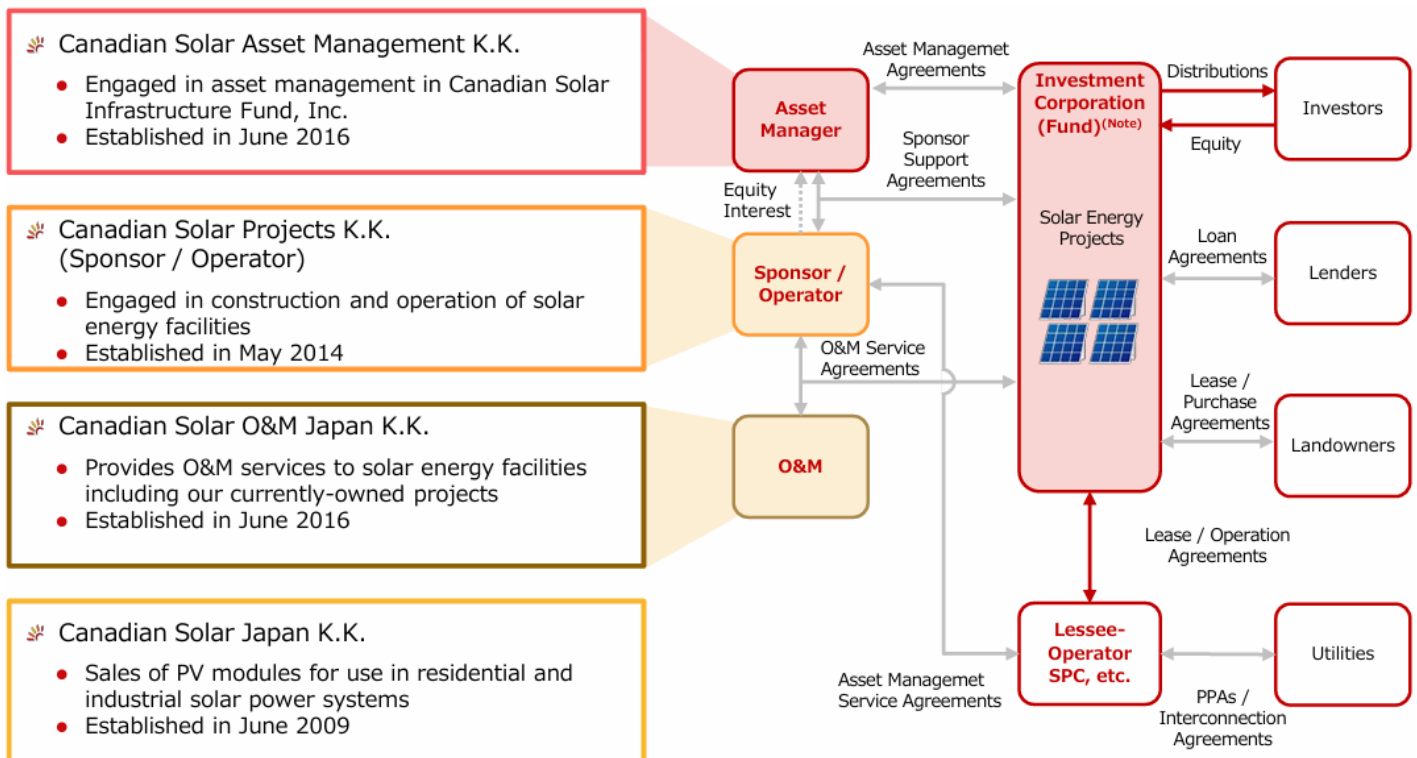 Canadian Solar Asset Management K.K.
Engaged in asset management in Canadian Solar
Infrastructure Fund, Inc.
Established in June 2016
Canadian Solar Projects K.K.
(Sponsor / Operator)
Engaged in construction and operation of solar
energy facilities
Established in May 2014
Canadian Solar O&M Japan K.K.
Provides O&M services to solar energy facilities
including our currently-owned projects
Established in June 2016
Canadian Solar Japan K.K.
Sales of PV modules for use in residential and
industrial solar power systems
Established in June 2009
Asset
Manager
Equity
Interest
Sponsor /
Operator
O&M
Asset Managemet
Agreements
Sponsor
Support
Agreements
O&M Service
Agreements
Asset Managemet
Service Agreements
Investment
Corporation
(Fund)(Note)
Solar Energy
Projects
Lease / Operation
Agreements
Lessee-
Operator
SPC, etc.
Distributions
Equity
Investors
Loan
Agreements
Lenders
Lease /
Purchase
Agreements
Landowners
Utilities
PPAs /
Interconnection
Agreements